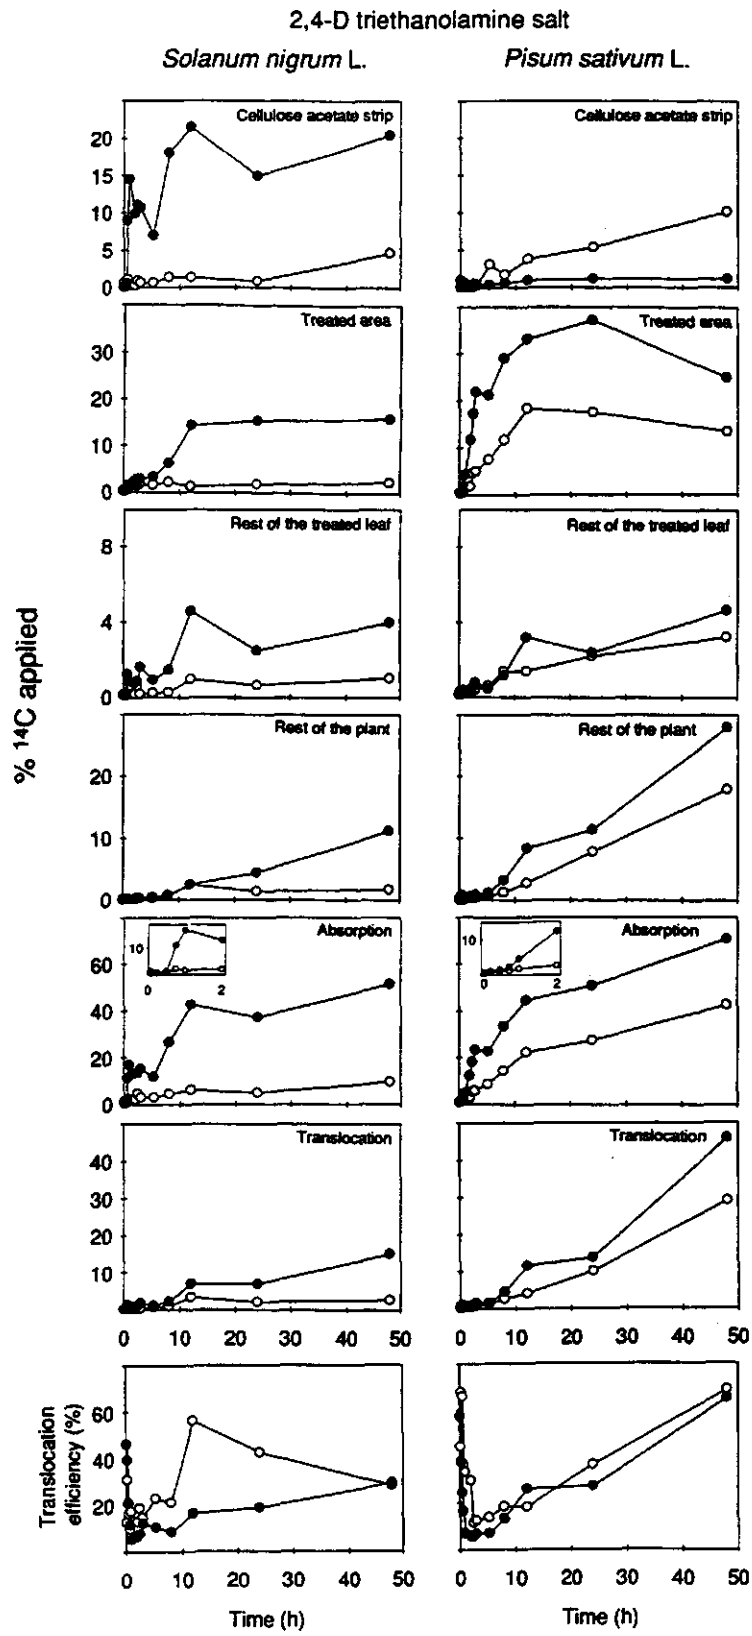 2,4-D triethanolamine salt
Solanum nigrum L. Pisum sativum L.
Cellulose acetate strip Cellulose acetate strip
20
15
10
5
0
Treated area Treated area
30
20
10
0
Rest of the treated leaf Rest of the treated leaf
8
4
0
% ¹⁴C applied
Rest of the plant Rest of the plant
20
10
0
Absorption Absorption
10 10
0 2 0 2
60
40
20
0
Translocation Translocation
40
30
20
10
0 10 20 30 40 50 0 10 20 30 40 50
Translocation
efficiency (%)
60
40
20
0 10 20 30 40 50 0 10 20 30 40 50
Time (h) Time (h)